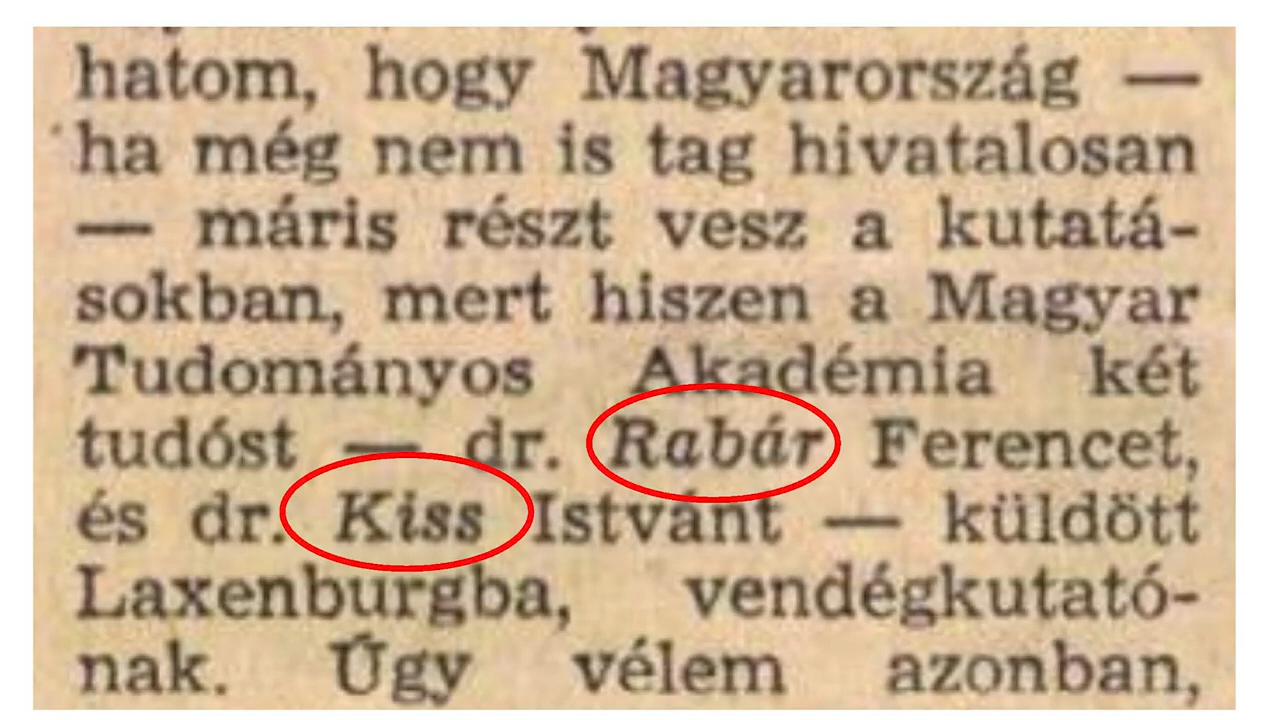 hatom, hogy Magyarország —
ha még nem is tag hivatalosan
— máris részt vesz a kutatá-
sokban, mert hiszen a Magyar
Tudományos Akadémia két
tudóst — dr. Rabár Ferencet,
és dr. Kiss Istvánt — küldött
Laxenburgba, vendégkutató-
nak. Úgy vélem azonban,